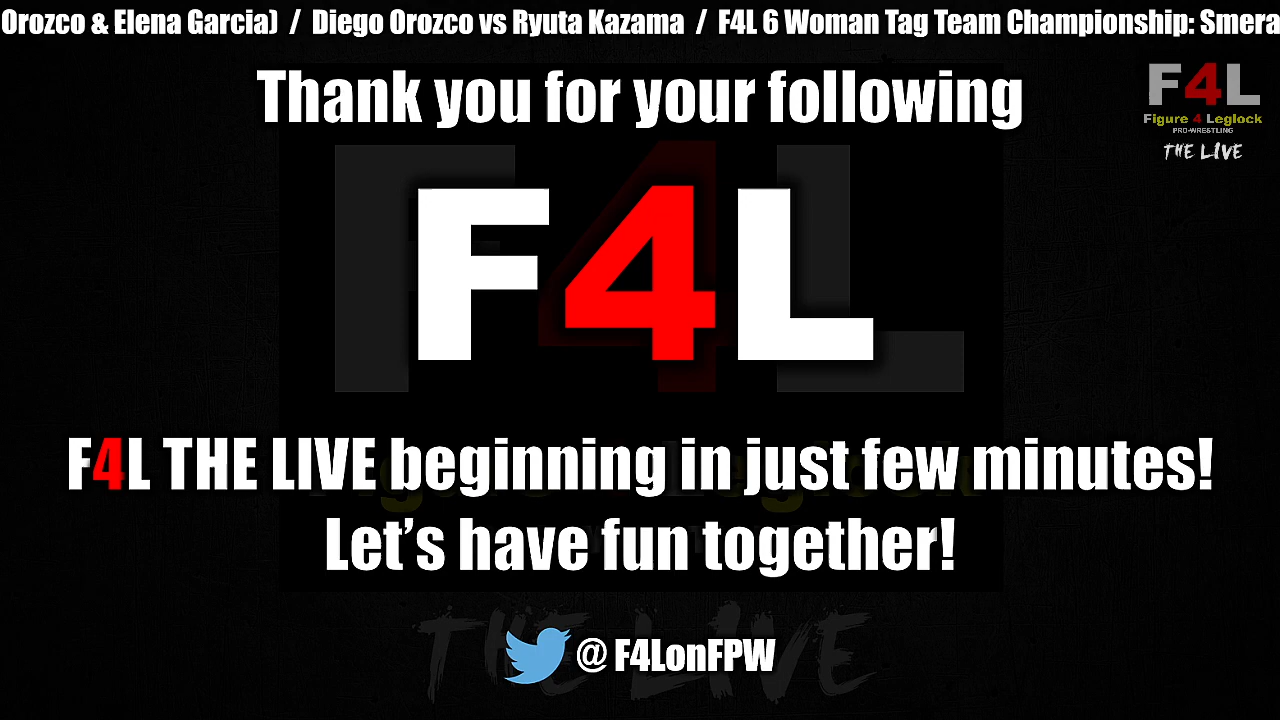 Orozco & Elena Garcia) / Diego Orozco vs Ryuta Kazama / F4L 6 Woman Tag Team Championship: Smera
Thank you for your following
F4L
Figure 4 Leglock
PRO-WRESTLING
THE LIVE
F4L
F4L THE LIVE beginning in just few minutes!
Let's have fun together!
THE LIVE
@F4LonFPW